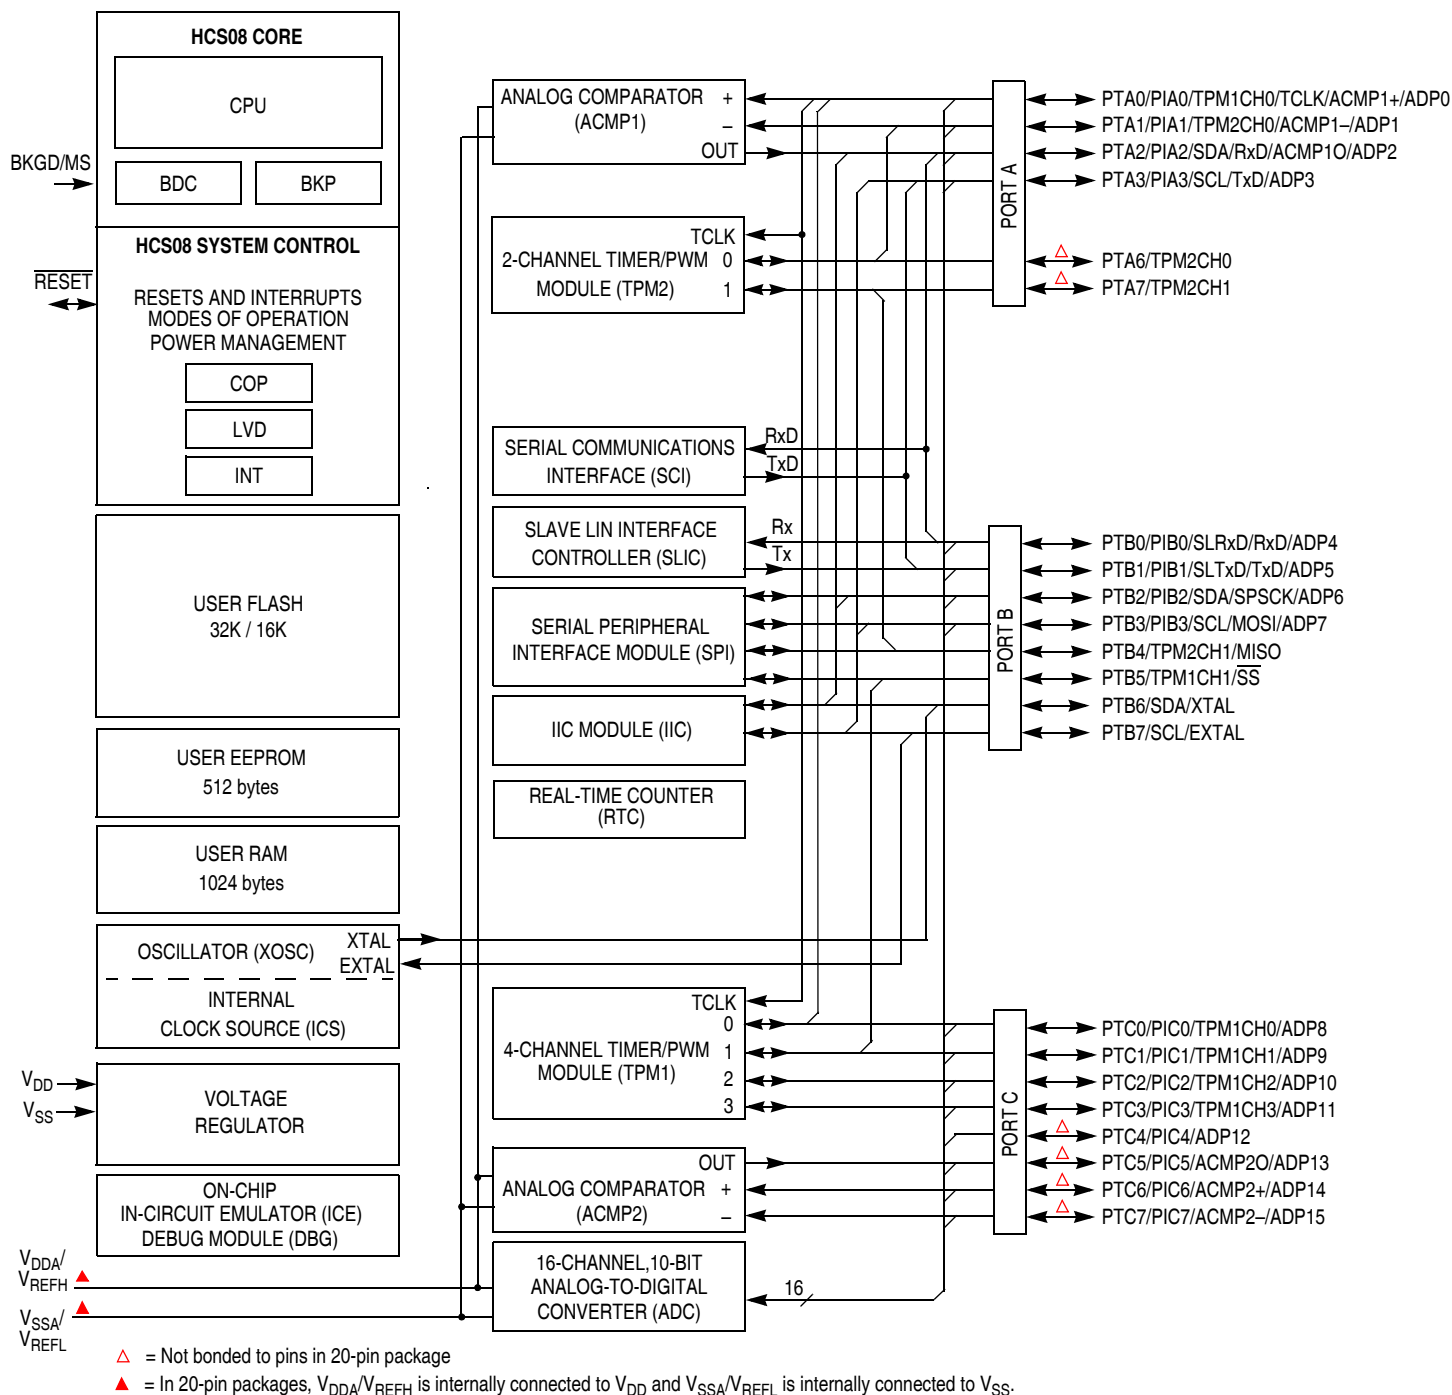 HCS08 CORE
CPU
BDC
BKP
BKGD/MS
HCS08 SYSTEM CONTROL
RESET
RESETS AND INTERRUPTS
MODES OF OPERATION
POWER MANAGEMENT
COP
LVD
INT
USER FLASH
32K / 16K
USER EEPROM
512 bytes
USER RAM
1024 bytes
OSCILLATOR (XOSC)
XTAL
EXTAL
INTERNAL
CLOCK SOURCE (ICS)
VDD
VSS
VOLTAGE
REGULATOR
ON-CHIP
IN-CIRCUIT EMULATOR (ICE)
DEBUG MODULE (DBG)
VDDA/
VREFH
VSSA/
VREFL
ANALOG COMPARATOR
(ACMP1)
+
–
OUT
2-CHANNEL TIMER/PWM
MODULE (TPM2)
TCLK
0
1
SERIAL COMMUNICATIONS
INTERFACE (SCI)
RxD
TxD
SLAVE LIN INTERFACE
CONTROLLER (SLIC)
Rx
Tx
SERIAL PERIPHERAL
INTERFACE MODULE (SPI)
IIC MODULE (IIC)
REAL-TIME COUNTER
(RTC)
4-CHANNEL TIMER/PWM
MODULE (TPM1)
TCLK
0
1
2
3
ANALOG COMPARATOR
(ACMP2)
OUT
+
–
16-CHANNEL,10-BIT
ANALOG-TO-DIGITAL
CONVERTER (ADC)
16
PORT A
PTA0/PIA0/TPM1CH0/TCLK/ACMP1+/ADP0
PTA1/PIA1/TPM2CH0/ACMP1–/ADP1
PTA2/PIA2/SDA/RxD/ACMP1O/ADP2
PTA3/PIA3/SCL/TxD/ADP3
PTA6/TPM2CH0
PTA7/TPM2CH1
PORT B
PTB0/PIB0/SLRxD/RxD/ADP4
PTB1/PIB1/SLTxD/TxD/ADP5
PTB2/PIB2/SDA/SPSCK/ADP6
PTB3/PIB3/SCL/MOSI/ADP7
PTB4/TPM2CH1/MISO
PTB5/TPM1CH1/SS
PTB6/SDA/XTAL
PTB7/SCL/EXTAL
PORT C
PTC0/PIC0/TPM1CH0/ADP8
PTC1/PIC1/TPM1CH1/ADP9
PTC2/PIC2/TPM1CH2/ADP10
PTC3/PIC3/TPM1CH3/ADP11
PTC4/PIC4/ADP12
PTC5/PIC5/ACMP2O/ADP13
PTC6/PIC6/ACMP2+/ADP14
PTC7/PIC7/ACMP2–/ADP15
△ = Not bonded to pins in 20-pin package
▲ = In 20-pin packages, VDDA/VREFH is internally connected to VDD and VSSA/VREFL is internally connected to VSS.